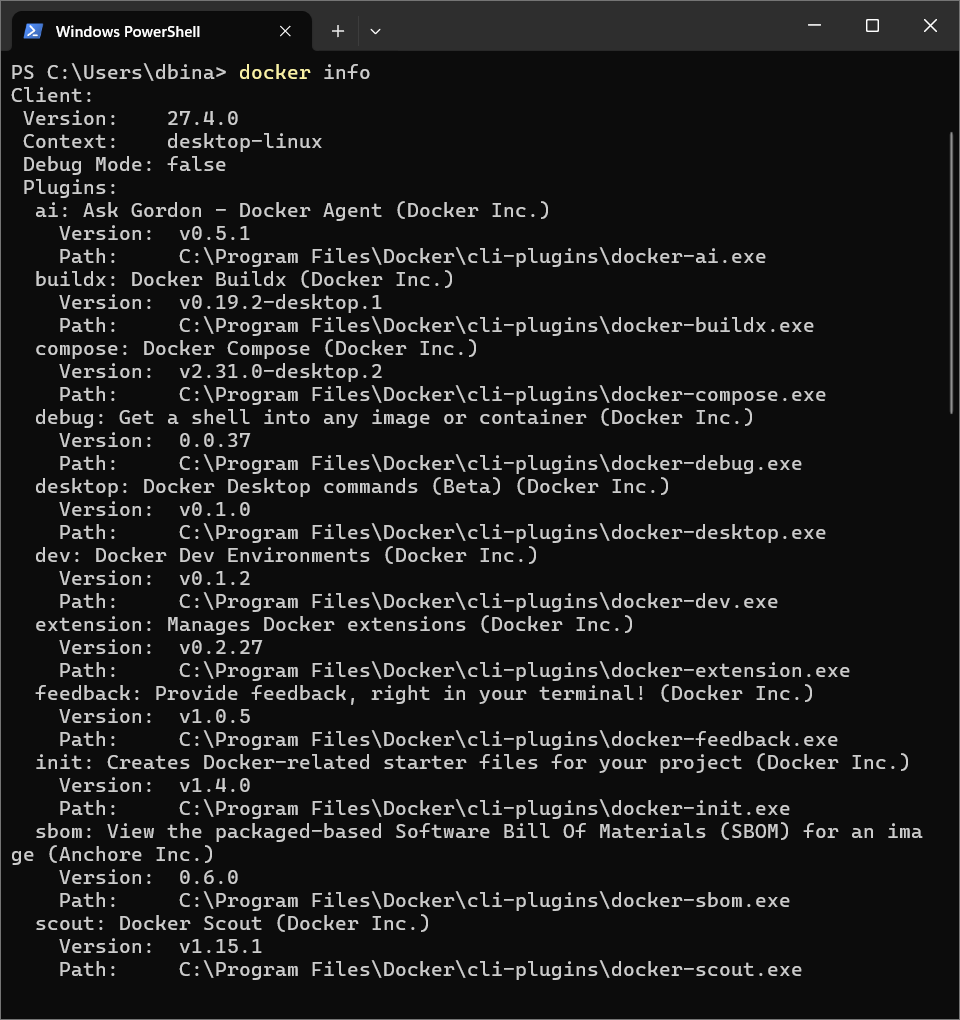 Windows PowerShell
PS C:\Users\dbina> docker info
Client:
 Version:    27.4.0
 Context:    desktop-linux
 Debug Mode: false
 Plugins:
  ai: Ask Gordon - Docker Agent (Docker Inc.)
    Version:  v0.5.1
    Path:     C:\Program Files\Docker\cli-plugins\docker-ai.exe
  buildx: Docker Buildx (Docker Inc.)
    Version:  v0.19.2-desktop.1
    Path:     C:\Program Files\Docker\cli-plugins\docker-buildx.exe
  compose: Docker Compose (Docker Inc.)
    Version:  v2.31.0-desktop.2
    Path:     C:\Program Files\Docker\cli-plugins\docker-compose.exe
  debug: Get a shell into any image or container (Docker Inc.)
    Version:  0.0.37
    Path:     C:\Program Files\Docker\cli-plugins\docker-debug.exe
  desktop: Docker Desktop commands (Beta) (Docker Inc.)
    Version:  v0.1.0
    Path:     C:\Program Files\Docker\cli-plugins\docker-desktop.exe
  dev: Docker Dev Environments (Docker Inc.)
    Version:  v0.1.2
    Path:     C:\Program Files\Docker\cli-plugins\docker-dev.exe
  extension: Manages Docker extensions (Docker Inc.)
    Version:  v0.2.27
    Path:     C:\Program Files\Docker\cli-plugins\docker-extension.exe
  feedback: Provide feedback, right in your terminal! (Docker Inc.)
    Version:  v1.0.5
    Path:     C:\Program Files\Docker\cli-plugins\docker-feedback.exe
  init: Creates Docker-related starter files for your project (Docker Inc.)
    Version:  v1.4.0
    Path:     C:\Program Files\Docker\cli-plugins\docker-init.exe
  sbom: View the packaged-based Software Bill Of Materials (SBOM) for an ima
ge (Anchore Inc.)
    Version:  0.6.0
    Path:     C:\Program Files\Docker\cli-plugins\docker-sbom.exe
  scout: Docker Scout (Docker Inc.)
    Version:  v1.15.1
    Path:     C:\Program Files\Docker\cli-plugins\docker-scout.exe